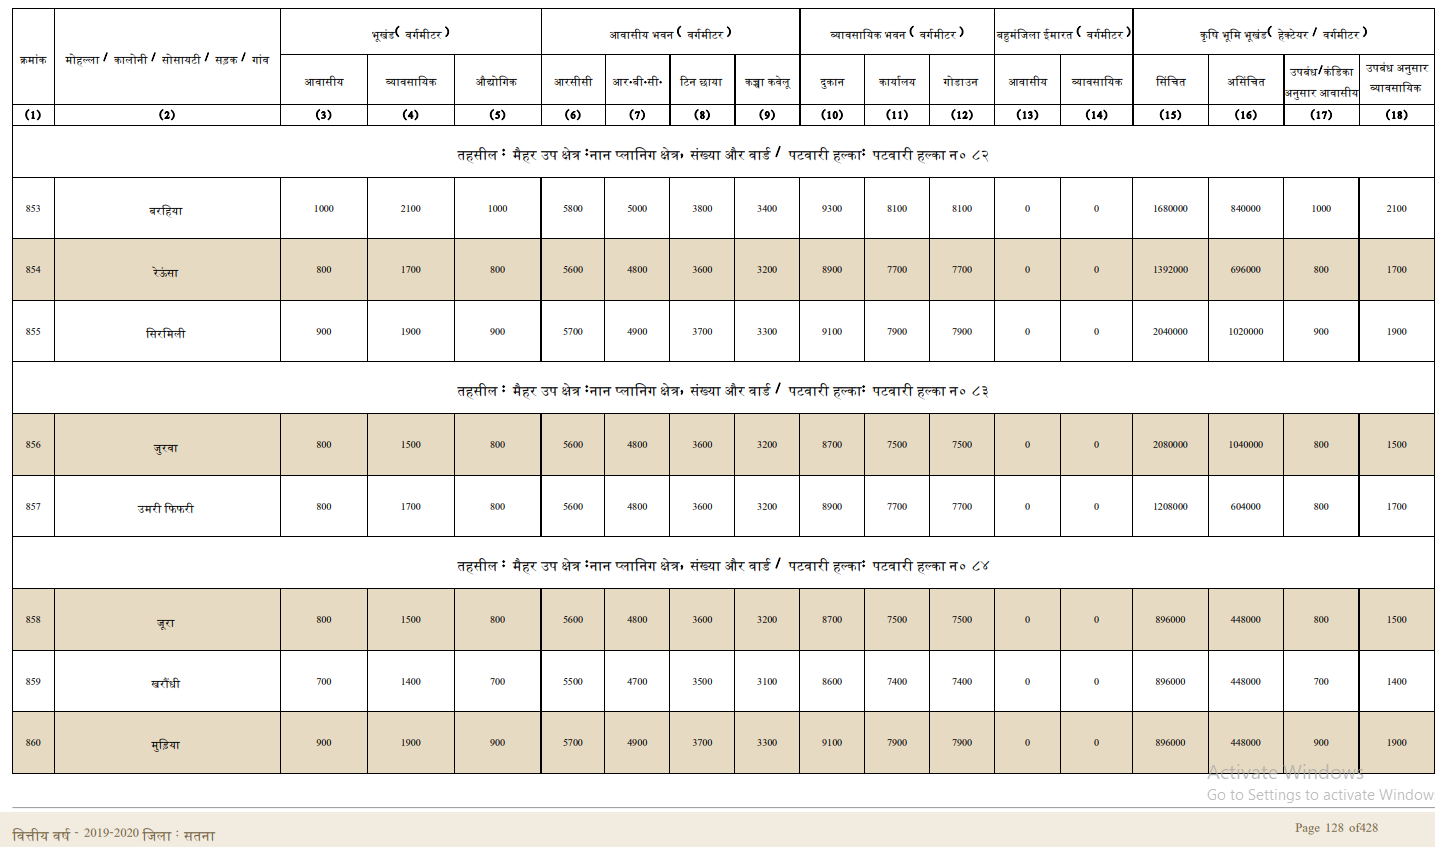 क्रमांक मोहल्ला / कालोनी / सोसायटी / सड़क / गांव भूखंड( वर्गमीटर) आवासीय भवन ( वर्गमीटर) व्यावसायिक भवन ( वर्गमीटर) बहुमंजिला ईमारत ( वर्गमीटर) कृषि भूमि भूखंड( हेक्टेयर / वर्गमीटर)
आवासीय व्यावसायिक औद्योगिक आरसीसी आर॰बी॰सी॰ टिन छाया कच्चा कवेलू दुकान कार्यालय गोडाउन आवासीय व्यावसायिक सिंचित असिंचित उपबंध/कंडिका अनुसार आवासीय उपबंध अनुसार व्यावसायिक
(1) (2) (3) (4) (5) (6) (7) (8) (9) (10) (11) (12) (13) (14) (15) (16) (17) (18)
तहसील : मैहर उप क्षेत्र :नान प्लानिग क्षेत्र, संख्या और वार्ड / पटवारी हल्का: पटवारी हल्का न० ८२
853 बरहिया 1000 2100 1000 5800 5000 3800 3400 9300 8100 8100 0 0 1680000 840000 1000 2100
854 रेऊंसा 800 1700 800 5600 4800 3600 3200 8900 7700 7700 0 0 1392000 696000 800 1700
855 सिरमिली 900 1900 900 5700 4900 3700 3300 9100 7900 7900 0 0 2040000 1020000 900 1900
तहसील : मैहर उप क्षेत्र :नान प्लानिग क्षेत्र, संख्या और वार्ड / पटवारी हल्का: पटवारी हल्का न० ८३
856 जुरवा 800 1500 800 5600 4800 3600 3200 8700 7500 7500 0 0 2080000 1040000 800 1500
857 उमरी फिफरी 800 1700 800 5600 4800 3600 3200 8900 7700 7700 0 0 1208000 604000 800 1700
तहसील : मैहर उप क्षेत्र :नान प्लानिग क्षेत्र, संख्या और वार्ड / पटवारी हल्का: पटवारी हल्का न० ८४
858 जूरा 800 1500 800 5600 4800 3600 3200 8700 7500 7500 0 0 896000 448000 800 1500
859 खरौंधी 700 1400 700 5500 4700 3500 3100 8600 7400 7400 0 0 896000 448000 700 1400
860 मुड़िया 900 1900 900 5700 4900 3700 3300 9100 7900 7900 0 0 896000 448000 900 1900
Activate Windows
Go to Settings to activate Window
वित्तीय वर्ष - 2019-2020 जिला : सतना Page 128 of428